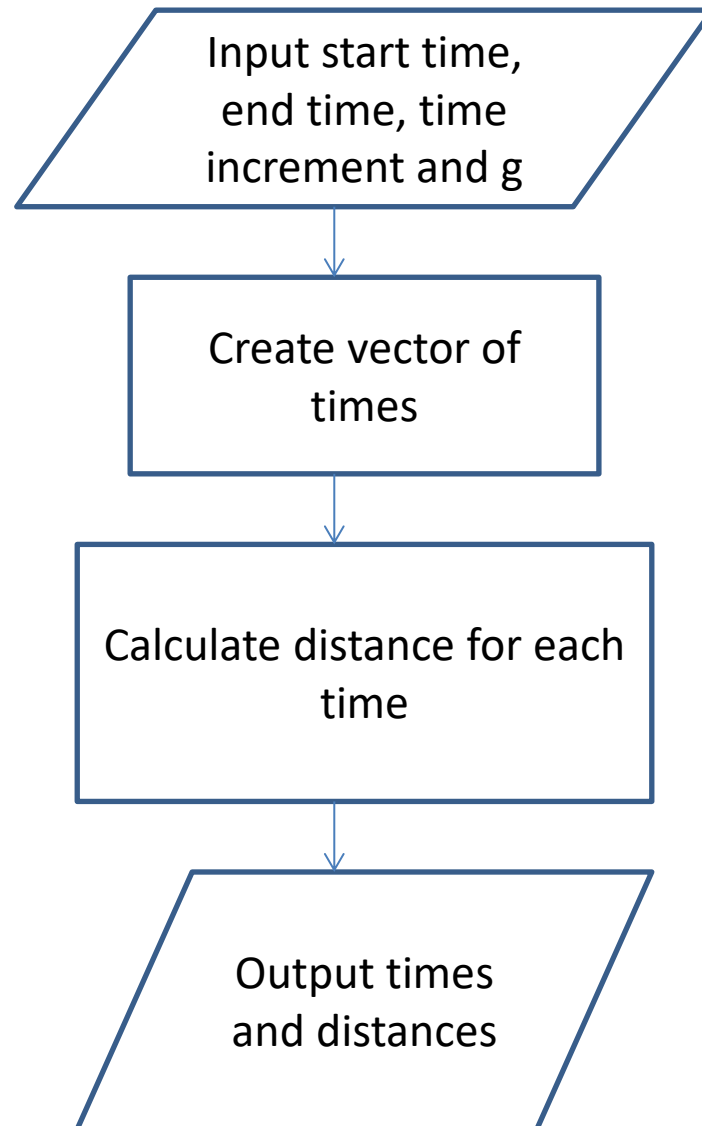 Input start time,
end time, time
increment and g
Create vector of
times
Calculate distance for each
time
Output times
and distances